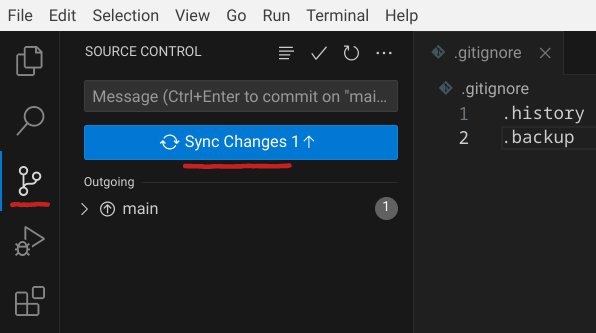 File Edit Selection View Go Run Terminal Help
SOURCE CONTROL
Message (Ctrl+Enter to commit on "mai...
Sync Changes 1↑
Outgoing
main 1
.gitignore
.gitignore
1 .history
2 .backup